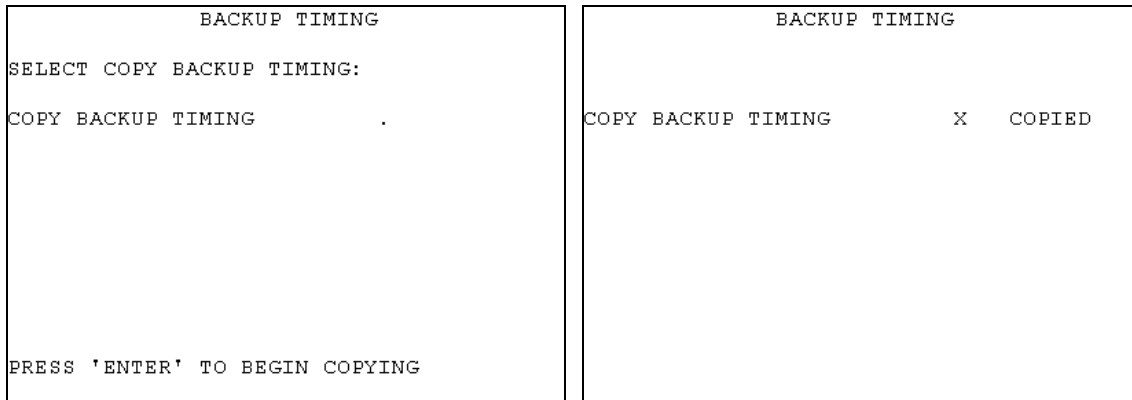 BACKUP TIMING
SELECT COPY BACKUP TIMING:
COPY BACKUP TIMING .
PRESS 'ENTER' TO BEGIN COPYING
BACKUP TIMING
COPY BACKUP TIMING X COPIED